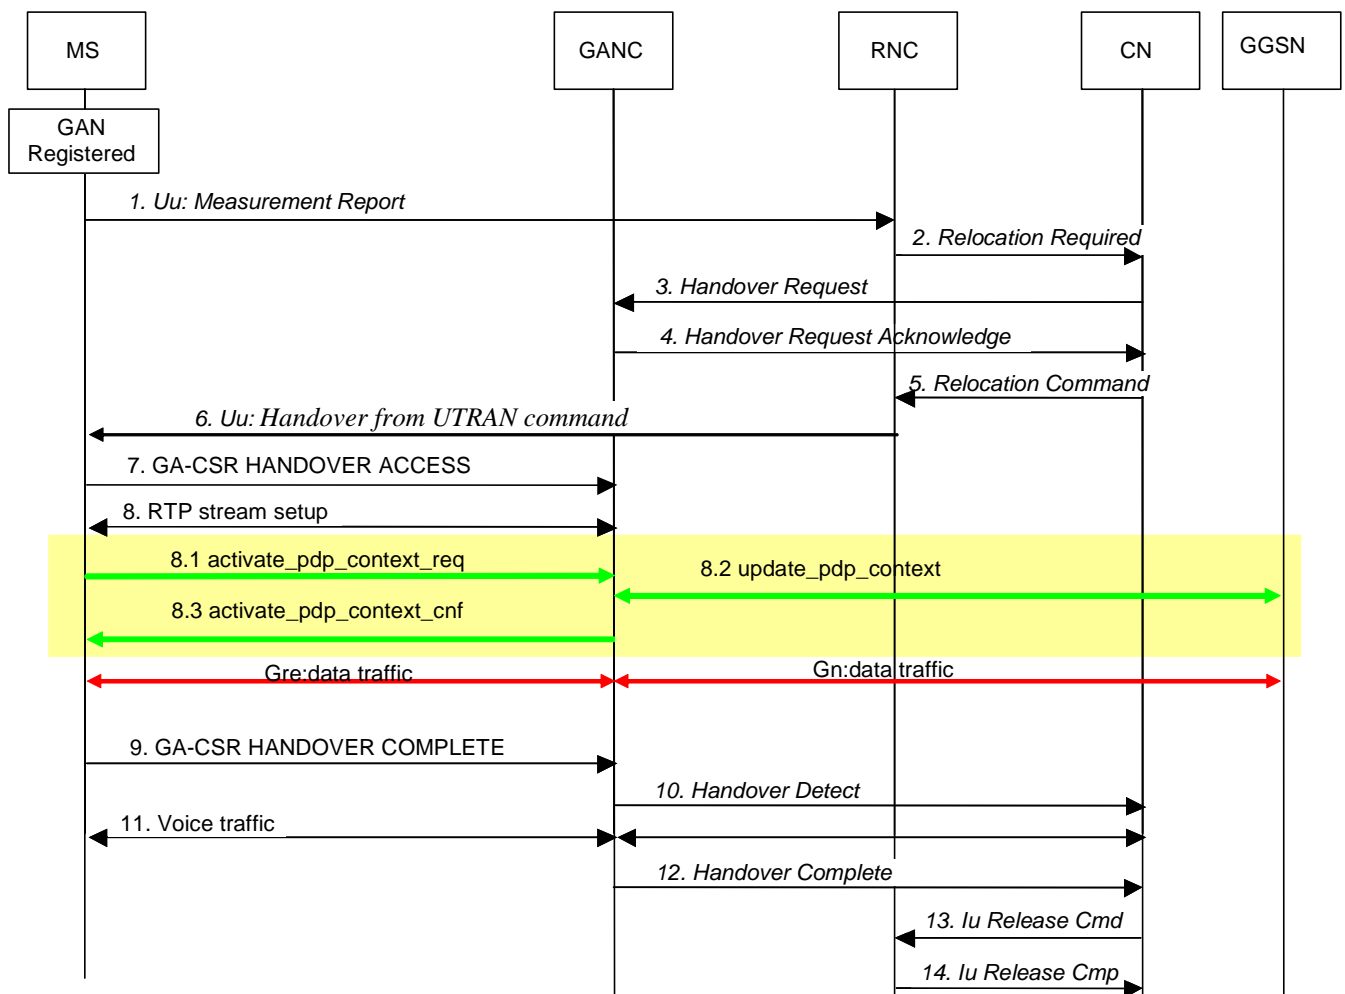 MS
GANC
RNC
CN
GGSN
GAN
Registered
1. Uu: Measurement Report
2. Relocation Required
3. Handover Request
4. Handover Request Acknowledge
5. Relocation Command
6. Uu: Handover from UTRAN command
7. GA-CSR HANDOVER ACCESS
8. RTP stream setup
8.1 activate_pdp_context_req
8.2 update_pdp_context
8.3 activate_pdp_context_cnf
Gre:data traffic
Gn:data traffic
9. GA-CSR HANDOVER COMPLETE
10. Handover Detect
11. Voice traffic
12. Handover Complete
13. Iu Release Cmd
14. Iu Release Cmp